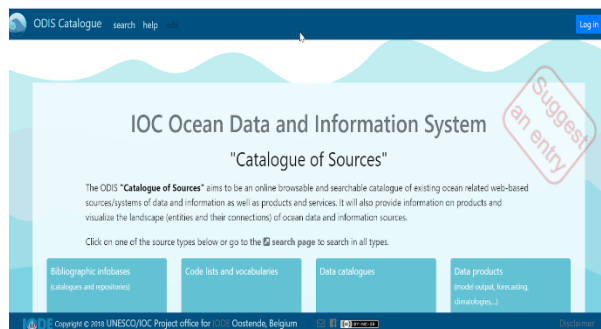 ODIS Catalogue search help add
Log in
Suggest
an entry
IOC Ocean Data and Information System
"Catalogue of Sources"
The ODIS "Catalogue of Sources" aims to be an online browsable and searchable catalogue of existing ocean related web-based
sources/systems of data and information as well as products and services. It will also provide information on products and
visualize the landscape (entities and their connections) of ocean data and information sources.
Click on one of the source types below or go to the search page to search in all types.
Bibliographic infobases
(catalogues and repositories)
Code lists and vocabularies
Data catalogues
Data products
(model output, forecasting,
climatologies,...)
IODE Copyright © 2018 UNESCO/IOC Project office for IODE Oostende, Belgium
BY-NC-SA
Disclaimer